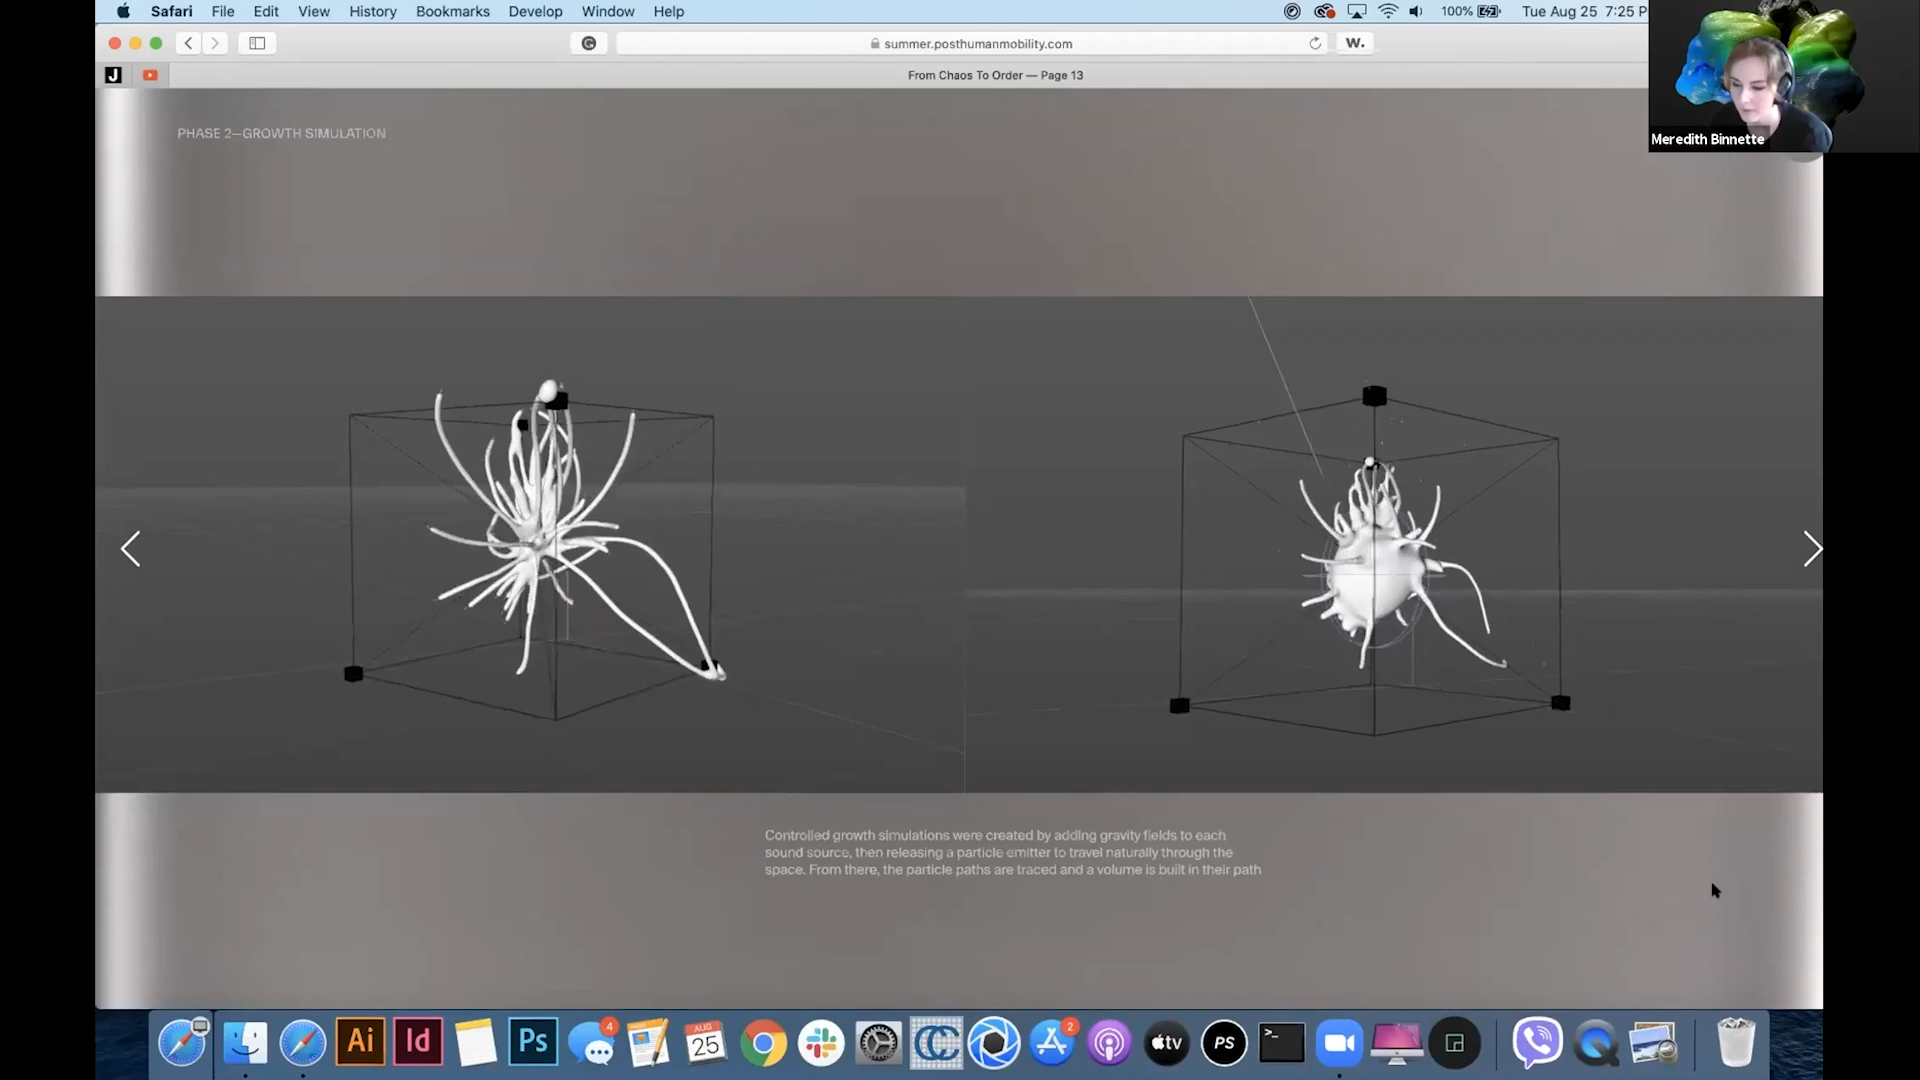 Safari File Edit View History Bookmarks Develop Window Help 100% Tue Aug 25 7:25 P
summer.posthumanmobility.com
W.
J
From Chaos To Order — Page 13
Meredith Binnette
PHASE 2—GROWTH SIMULATION
Controlled growth simulations were created by adding gravity fields to each
sound source, then releasing a particle emitter to travel naturally through the
space. From there, the particle paths are traced and a volume is built in their path
Ai
Id
Ps
4
AUG
25
2
tv
PS
>_